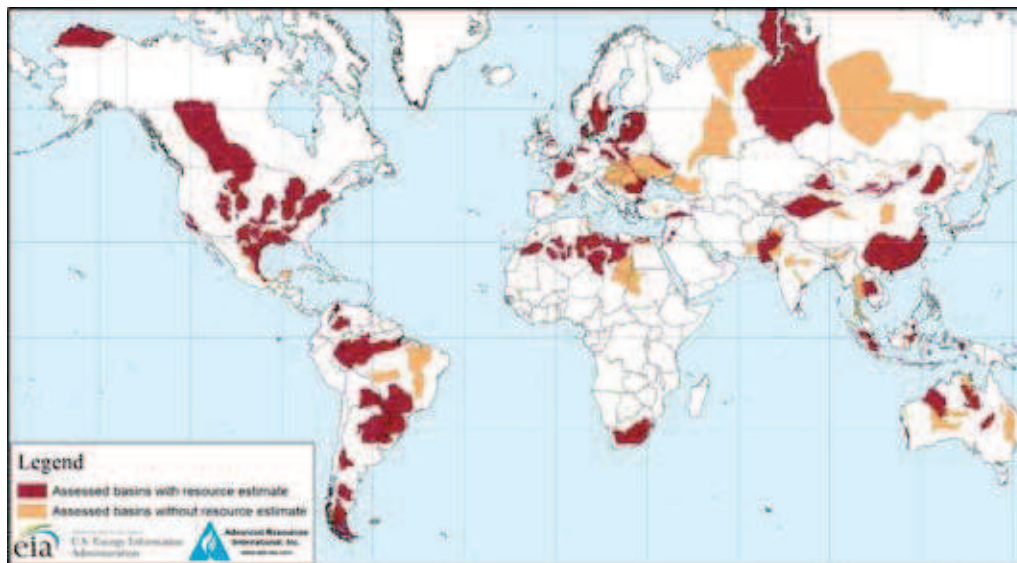 Legend
Assessed basins with resource estimate
Assessed basins without resource estimate
eia
U.S. Energy Information
Administration
Advanced Resources
International, Inc.